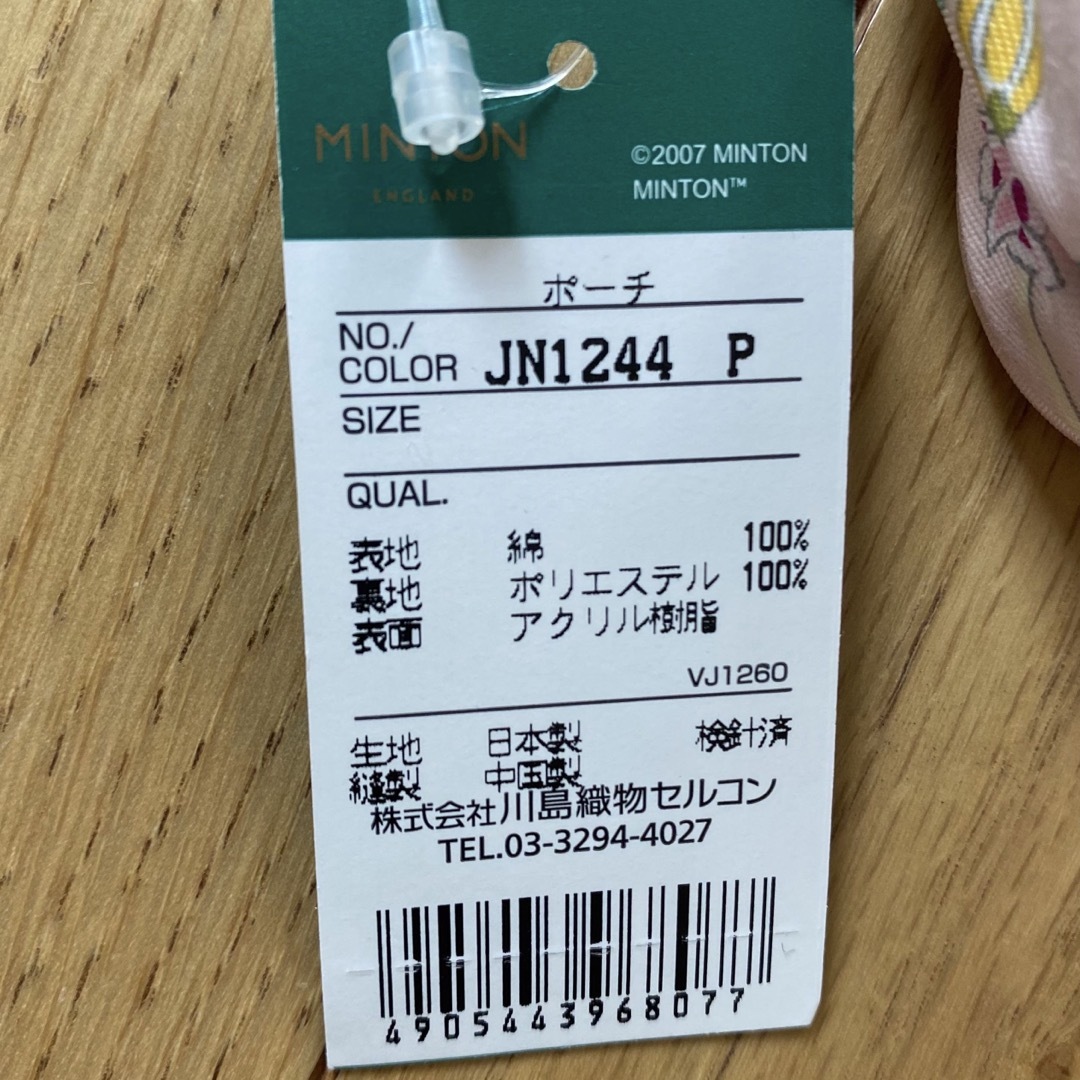 MINTON
ENGLAND
©2007 MINTON
MINTON™
ポーチ
NO./
COLOR JN1244 P
SIZE
QUAL.
表地 綿 100%
裏地 ポリエステル 100%
表面 アクリル樹脂
VJ1260
生地 日本製 検針済
縫製 中国製
株式会社川島織物セルコン
TEL.03-3294-4027
4905443968077